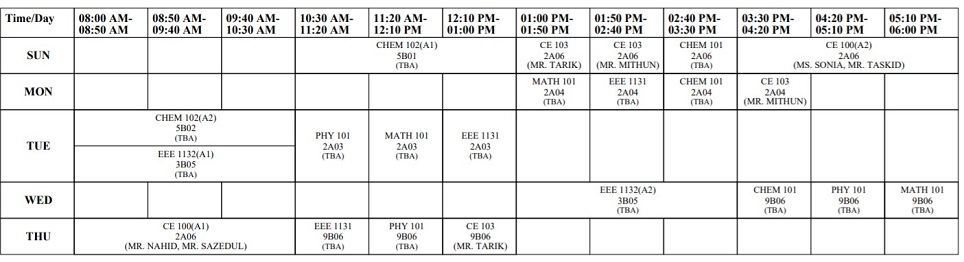 Time/Day
08:00 AM-
08:50 AM
08:50 AM-
09:40 AM
09:40 AM-
10:30 AM
10:30 AM-
11:20 AM
11:20 AM-
12:10 PM
12:10 PM-
01:00 PM
01:00 PM-
01:50 PM
01:50 PM-
02:40 PM
02:40 PM-
03:30 PM
03:30 PM-
04:20 PM
04:20 PM-
05:10 PM
05:10 PM-
06:00 PM
SUN
CHEM 102(A1)
5B01
(TBA)
CE 103
2A06
(MR. TARIK)
CE 103
2A06
(MR. MITHUN)
CHEM 101
2A06
(TBA)
CE 100(A2)
2A06
(MS. SONIA, MR. TASKID)
MON
MATH 101
2A04
(TBA)
EEE 1131
2A04
(TBA)
CHEM 101
2A04
(TBA)
CE 103
2A04
(MR. MITHUN)
TUE
CHEM 102(A2)
5B02
(TBA)
EEE 1132(A1)
3B05
(TBA)
PHY 101
2A03
(TBA)
MATH 101
2A03
(TBA)
EEE 1131
2A03
(TBA)
WED
EEE 1132(A2)
3B05
(TBA)
CHEM 101
9B06
(TBA)
PHY 101
9B06
(TBA)
MATH 101
9B06
(TBA)
THU
CE 100(A1)
2A06
(MR. NAHID, MR. SAZEDUL)
EEE 1131
9B06
(TBA)
PHY 101
9B06
(TBA)
CE 103
9B06
(MR. TARIK)